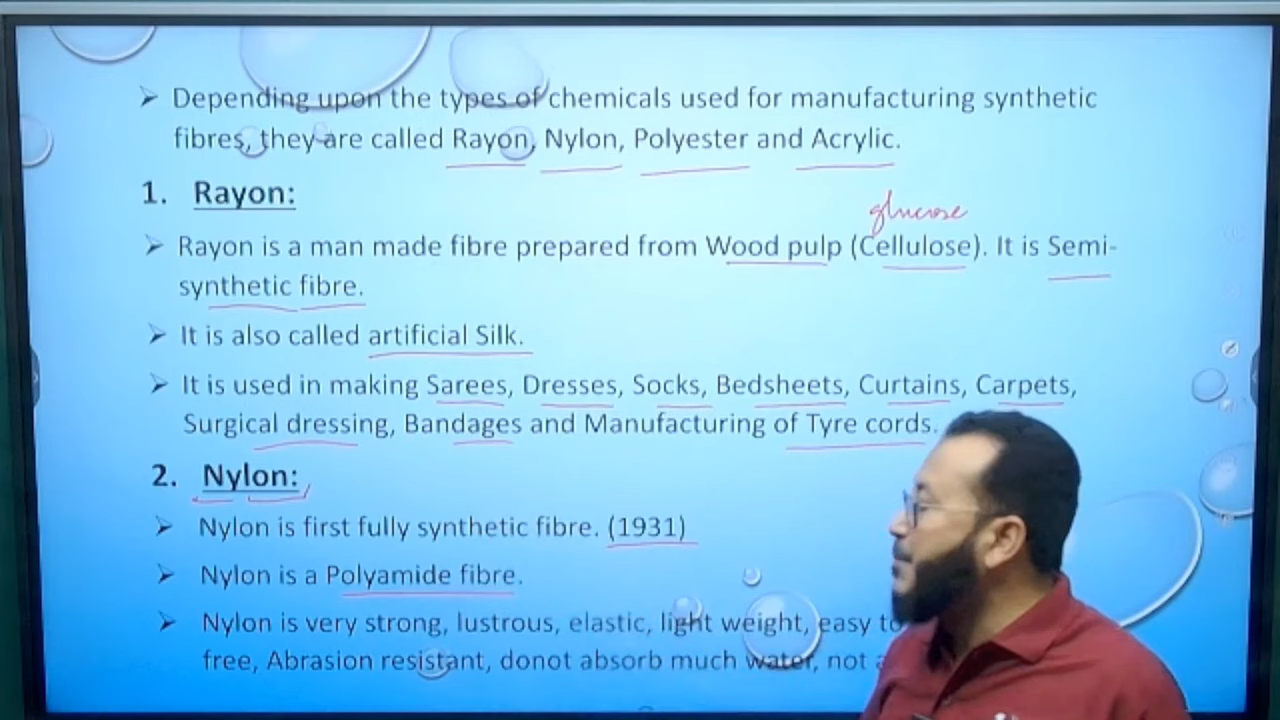 ➢ Depending upon the types of chemicals used for manufacturing synthetic
fibres, they are called Rayon, Nylon, Polyester and Acrylic.
1. Rayon:
glucose
➢ Rayon is a man made fibre prepared from Wood pulp (Cellulose). It is Semi-
synthetic fibre.
➢ It is also called artificial Silk.
➢ It is used in making Sarees, Dresses, Socks, Bedsheets, Curtains, Carpets,
Surgical dressing, Bandages and Manufacturing of Tyre cords.
2. Nylon:
➢ Nylon is first fully synthetic fibre. (1931)
➢ Nylon is a Polyamide fibre.
➢ Nylon is very strong, lustrous, elastic, light weight, easy to
free, Abrasion resistant, donot absorb much water, not